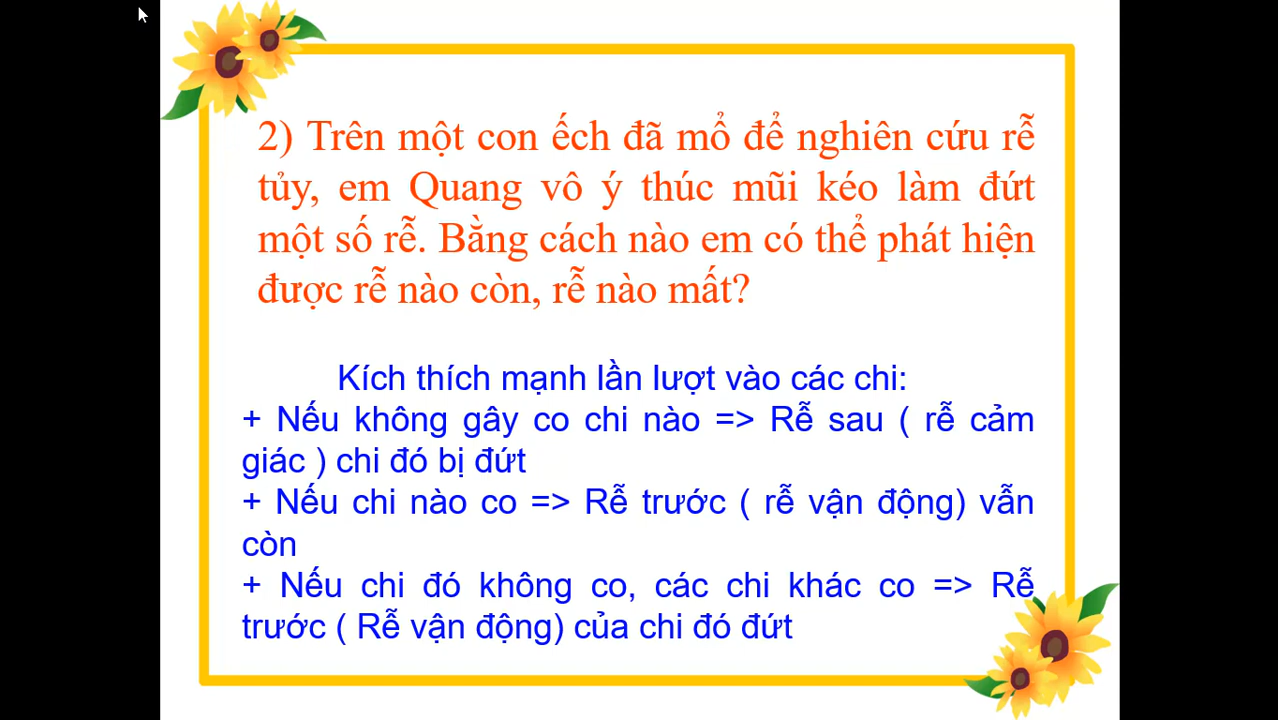 2) Trên một con ếch đã mổ để nghiên cứu rễ
tủy, em Quang vô ý thúc mũi kéo làm đứt
một số rễ. Bằng cách nào em có thể phát hiện
được rễ nào còn, rễ nào mất?
Kích thích mạnh lần lượt vào các chi:
+ Nếu không gây co chi nào => Rễ sau ( rễ cảm
giác ) chi đó bị đứt
+ Nếu chi nào co => Rễ trước ( rễ vận động) vẫn
còn
+ Nếu chi đó không co, các chi khác co => Rễ
trước ( Rễ vận động) của chi đó đứt